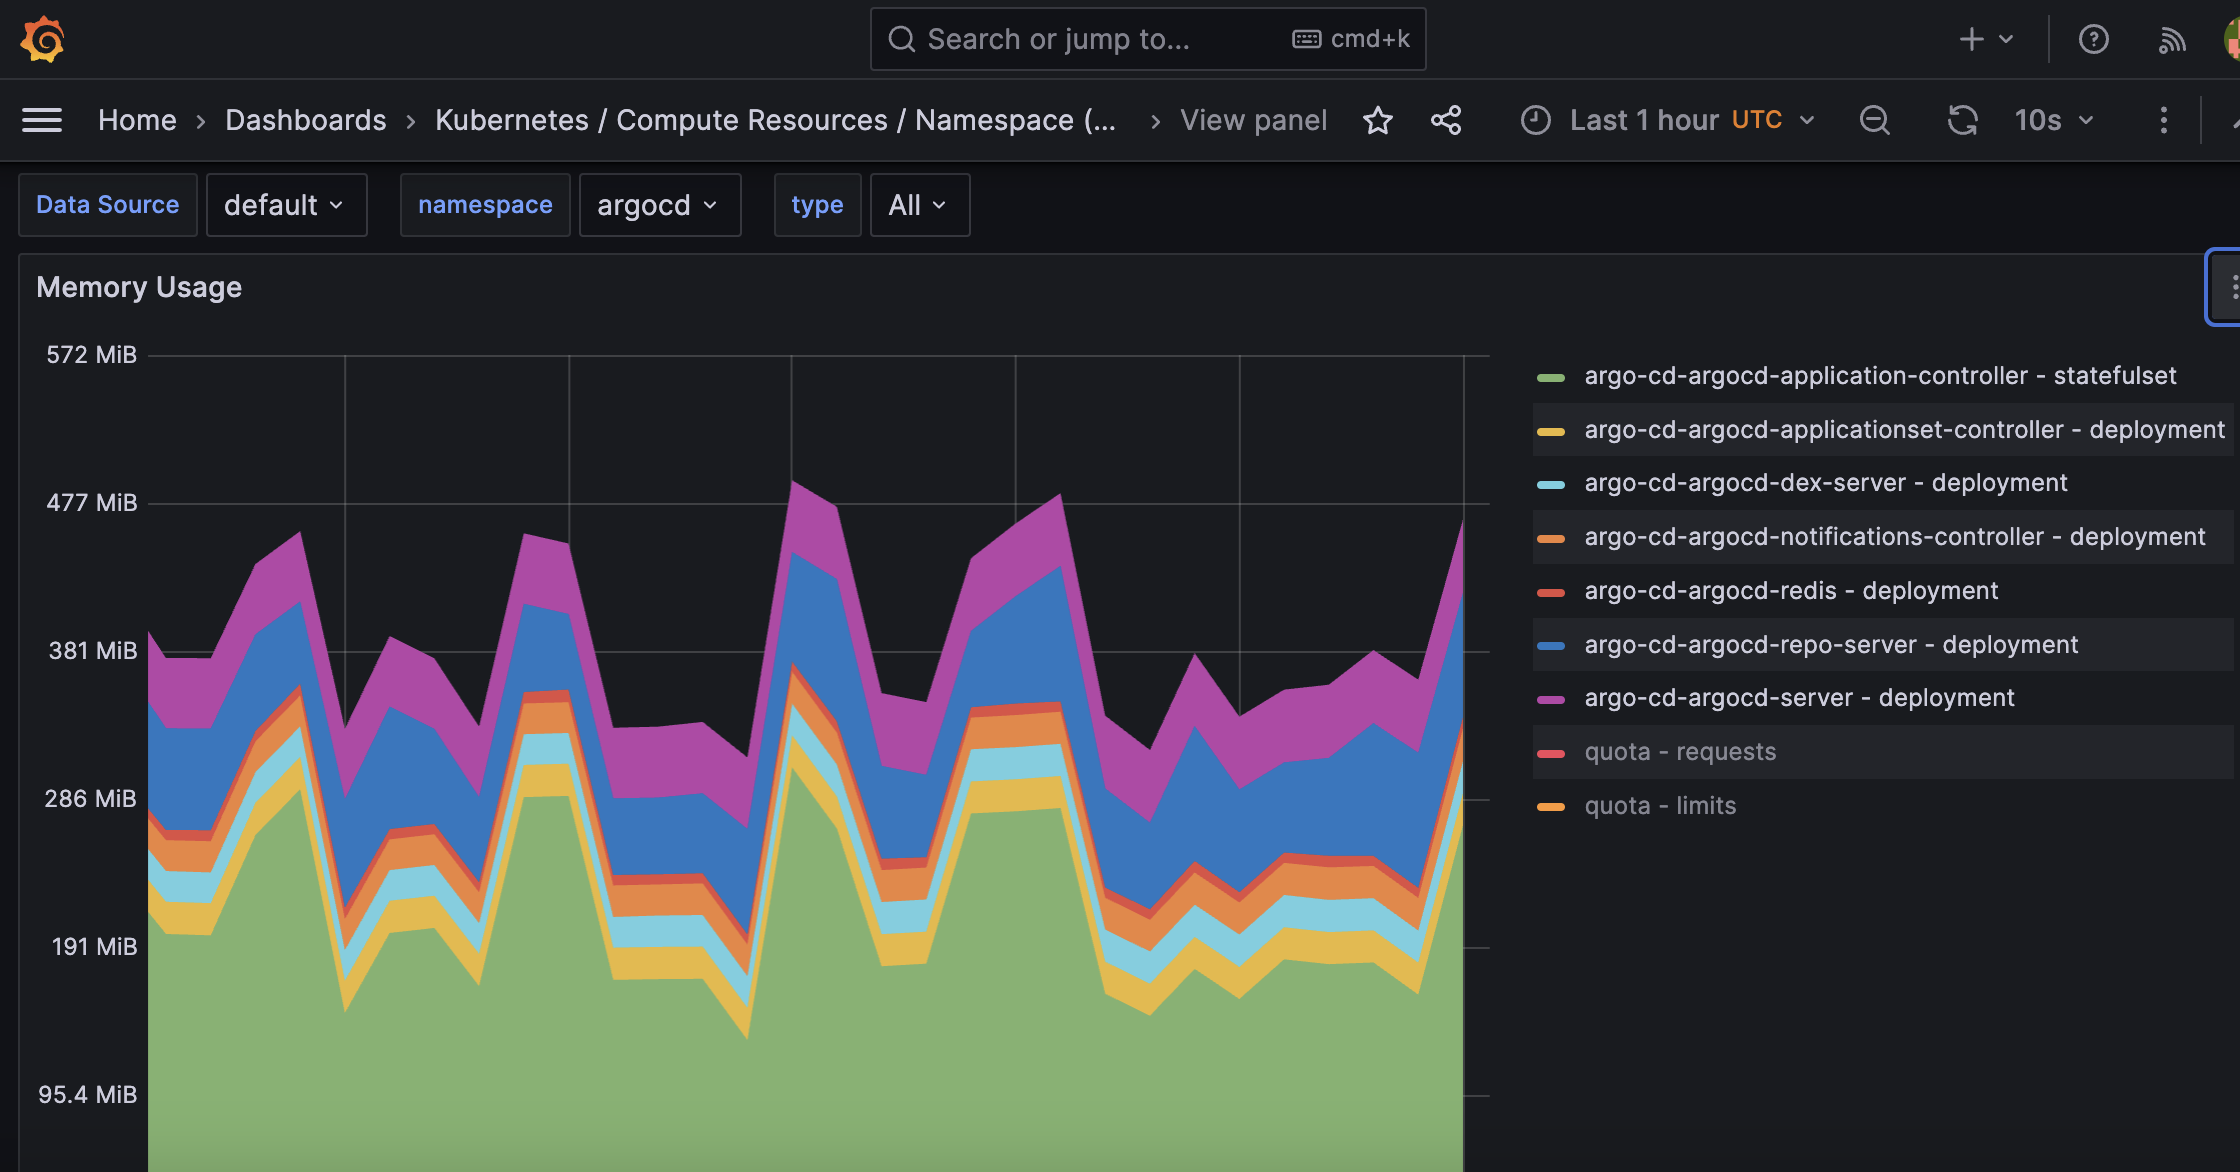 Search or jump to... cmd+k
Home › Dashboards › Kubernetes / Compute Resources / Namespace (... › View panel Last 1 hour UTC 10s
Data Source default namespace argocd type All
Memory Usage
572 MiB
477 MiB
381 MiB
286 MiB
191 MiB
95.4 MiB
argo-cd-argocd-application-controller - statefulset
argo-cd-argocd-applicationset-controller - deployment
argo-cd-argocd-dex-server - deployment
argo-cd-argocd-notifications-controller - deployment
argo-cd-argocd-redis - deployment
argo-cd-argocd-repo-server - deployment
argo-cd-argocd-server - deployment
quota - requests
quota - limits